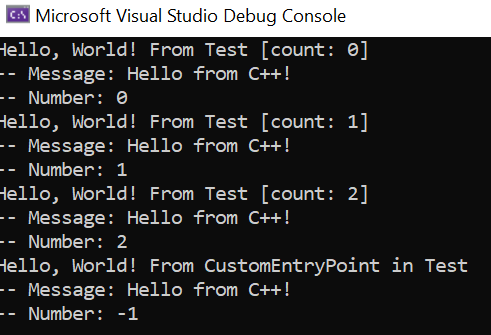 C:\ Microsoft Visual Studio Debug Console
Hello, World! From Test [count: 0]
-- Message: Hello from C++!
-- Number: 0
Hello, World! From Test [count: 1]
-- Message: Hello from C++!
-- Number: 1
Hello, World! From Test [count: 2]
-- Message: Hello from C++!
-- Number: 2
Hello, World! From CustomEntryPoint in Test
-- Message: Hello from C++!
-- Number: -1